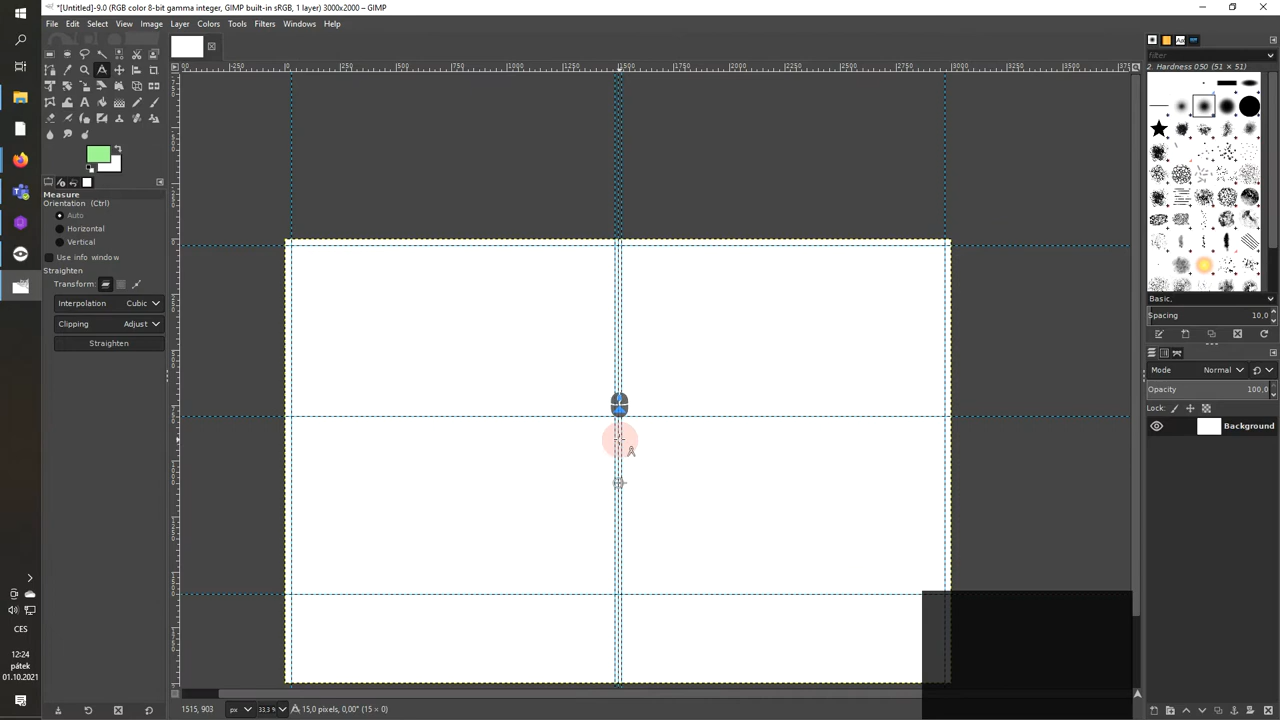 *[Untitled]-9.0 (RGB color 8-bit gamma integer, GIMP built-in sRGB, 1 layer) 3000x2000 – GIMP
File Edit Select View Image Layer Colors Tools Filters Windows Help
filter
2. Hardness 050 (51 × 51)
Measure
Orientation (Ctrl)
Auto
Horizontal
Vertical
Use info window
Straighten
Transform:
Interpolation Cubic
Clipping Adjust
Straighten
Basic,
Spacing 10,0
Mode Normal
Opacity 100,0
Lock:
Background
CES
12:24
pátek
01.10.2021
1515, 903 px 33,3 % 15,0 pixels, 0,00° (15 × 0)